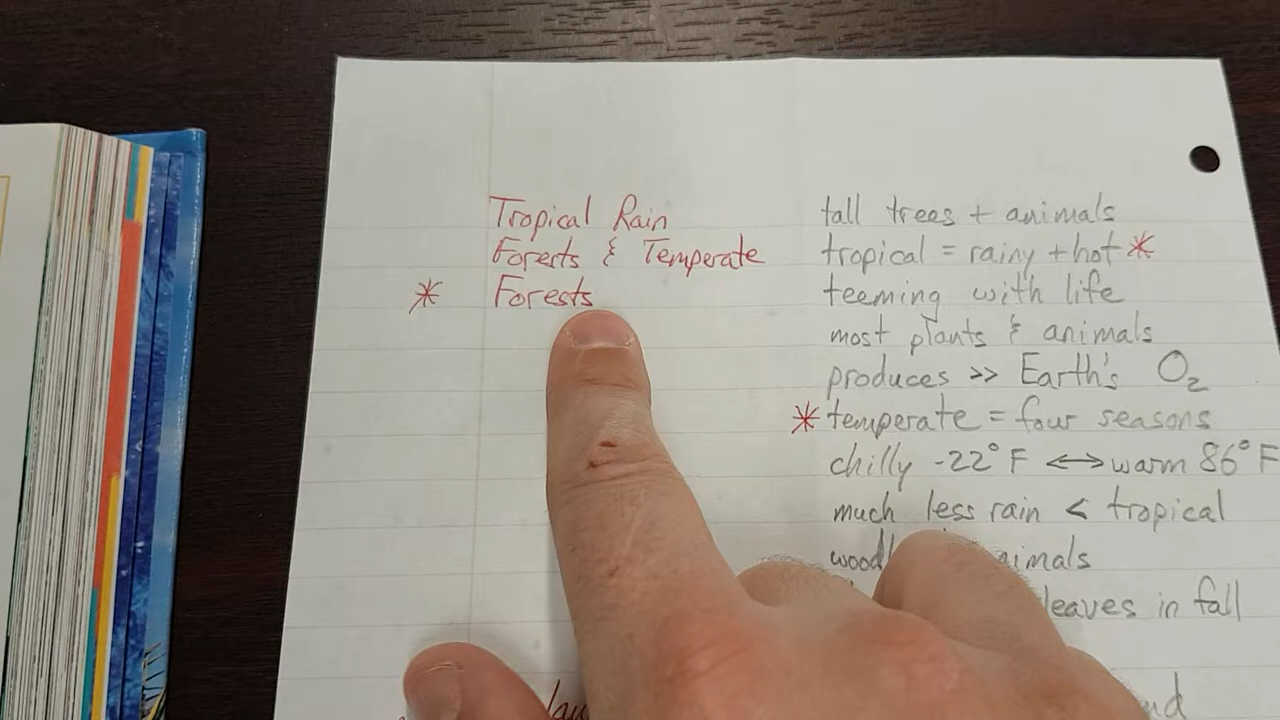 Tropical Rain
Forests & Temperate
* Forests
tall trees + animals
tropical = rainy + hot *
teeming with life
most plants & animals
produces >> Earth's O₂
* temperate = four seasons
chilly -22°F ↔ warm 86°F
much less rain < tropical
leaves in fall